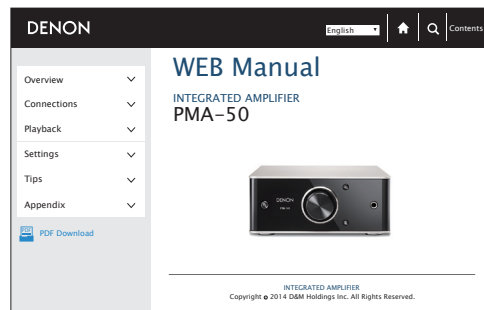 DENON
English
Contents
Overview
Connections
Playback
Settings
Tips
Appendix
PDF Download
WEB Manual
INTEGRATED AMPLIFIER
PMA-50
DENON
INTEGRATED AMPLIFIER
Copyright © 2014 D&M Holdings Inc. All Rights Reserved.